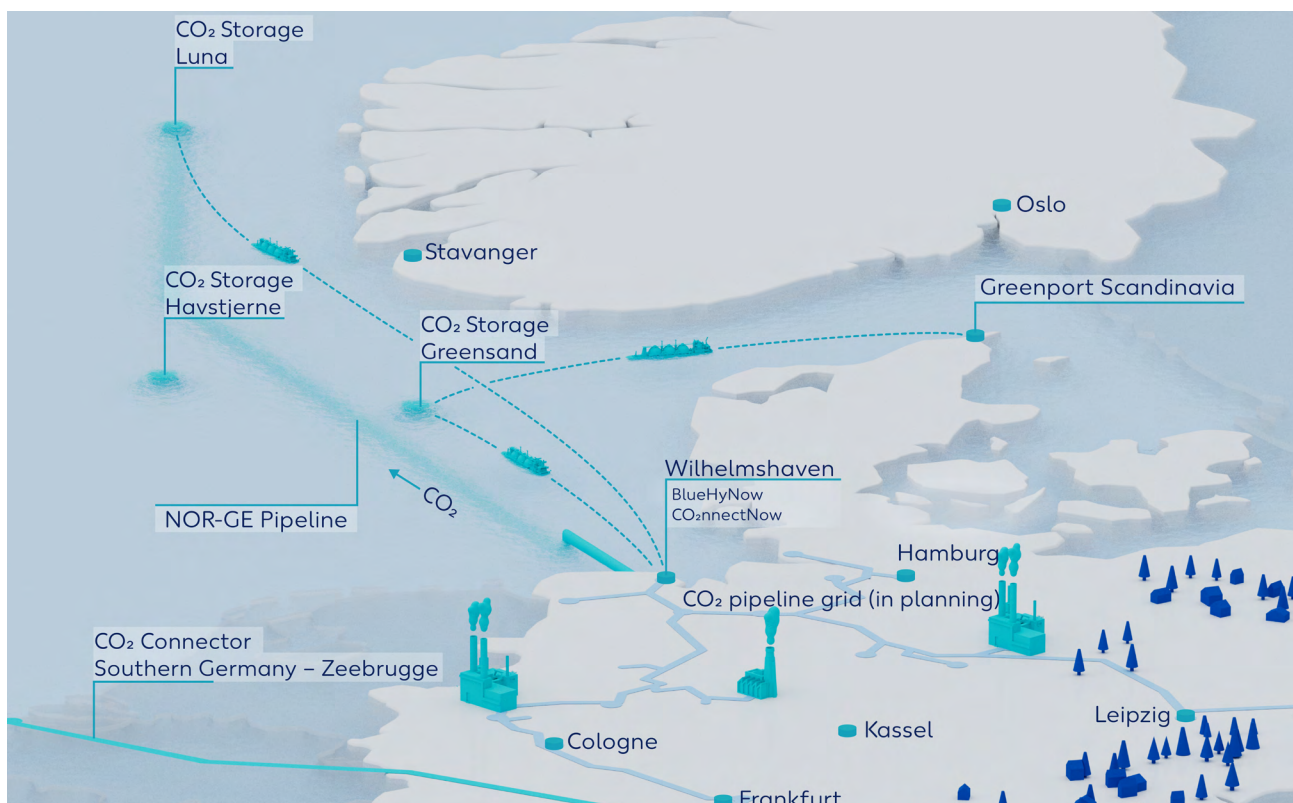 CO₂ Storage
Luna
Oslo
Stavanger
CO₂ Storage
Havstjerne
Greenport Scandinavia
CO₂ Storage
Greensand
Wilhelmshaven
BlueHyNow
CO₂nnectNow
CO₂
NOR-GE Pipeline
Hamburg
CO₂ pipeline grid (in planning)
CO₂ Connector
Southern Germany – Zeebrugge
Leipzig
Kassel
Cologne
Frankfurt